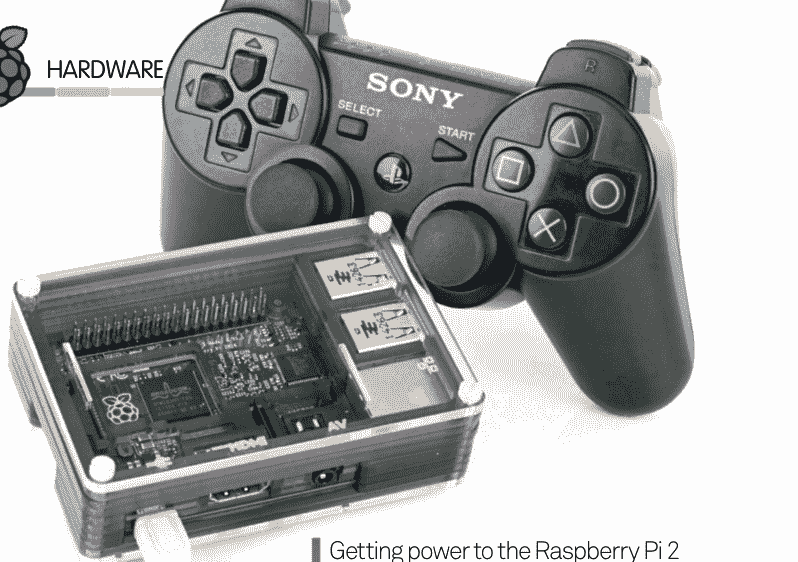 HARDWARE
SONY
SELECT
START
R
HDMI
AV
Getting power to the Raspberry Pi 2